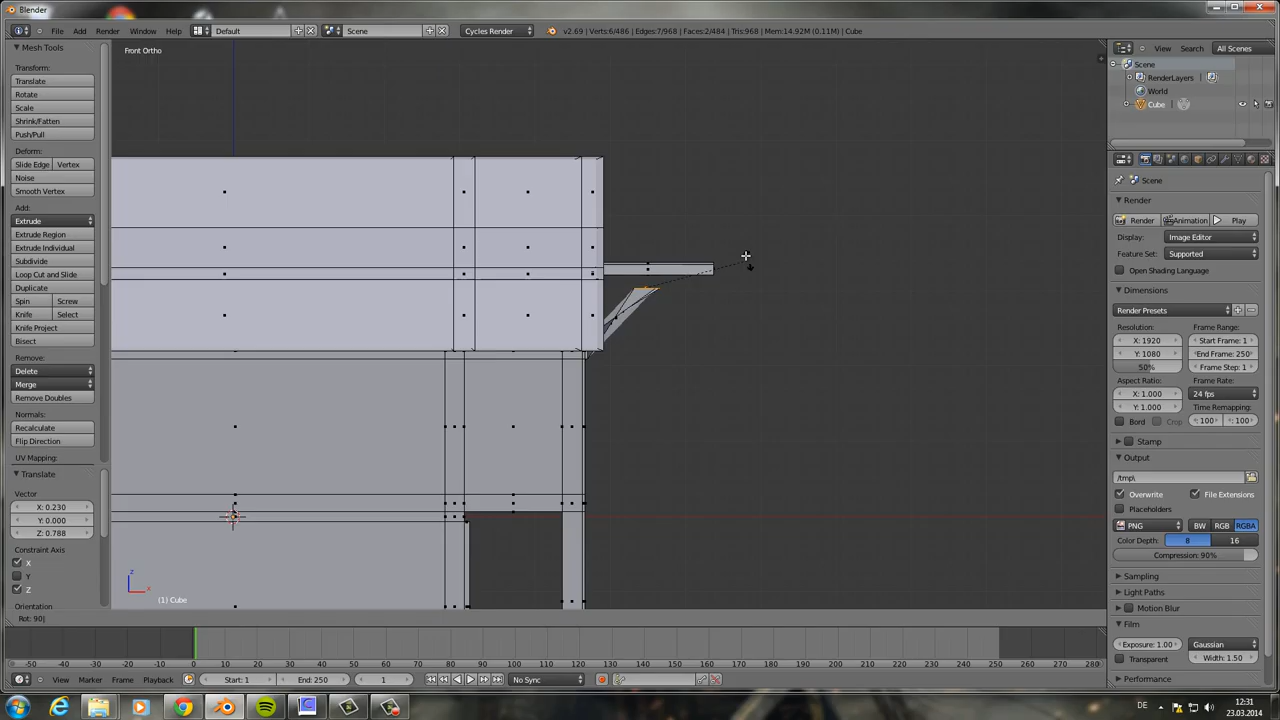 Blender
File Add Render Window Help Default Scene Cycles Render v2.69 | Verts:6/486 | Edges:7/968 | Faces:2/484 | Tris:968 | Mem:14.92M (0.11M) | Cube
Mesh Tools
Transform:
Translate
Rotate
Scale
Shrink/Fatten
Push/Pull
Deform:
Slide Edge Vertex
Noise
Smooth Vertex
Add:
Extrude
Extrude Region
Extrude Individual
Subdivide
Loop Cut and Slide
Duplicate
Spin Screw
Knife Select
Knife Project
Bisect
Remove:
Delete
Merge
Remove Doubles
Normals:
Recalculate
Flip Direction
UV Mapping:
Translate
Vector
X: 0.230
Y: 0.000
Z: 0.788
Constraint Axis
X
Y
Z
Orientation
Front Ortho
z
x
(1) Cube
Rot: 90|
View Search All Scenes
Scene
RenderLayers
World
Cube
Scene
Render
Render Animation Play
Display: Image Editor
Feature Set: Supported
Open Shading Language
Dimensions
Render Presets
Resolution: Frame Range:
X: 1920 Start Frame: 1
Y: 1080 End Frame: 250
50% Frame Step: 1
Aspect Ratio: Frame Rate:
X: 1.000 24 fps
Y: 1.000 Time Remapping:
Bord Crop :100 :100
Stamp
Output
/tmp\
Overwrite File Extensions
Placeholders
PNG BW RGB RGBA
Color Depth: 8 16
Compression: 90%
Sampling
Light Paths
Motion Blur
Film
Exposure: 1.00 Gaussian
Transparent Width: 1.50
Performance
-50 -40 -30 -20 -10 0 10 20 30 40 50 60 70 80 90 100 110 120 130 140 150 160 170 180 190 200 210 220 230 240 250 260 270 280
View Marker Frame Playback Start: 1 End: 250 1 No Sync
DE 12:31
23.03.2014